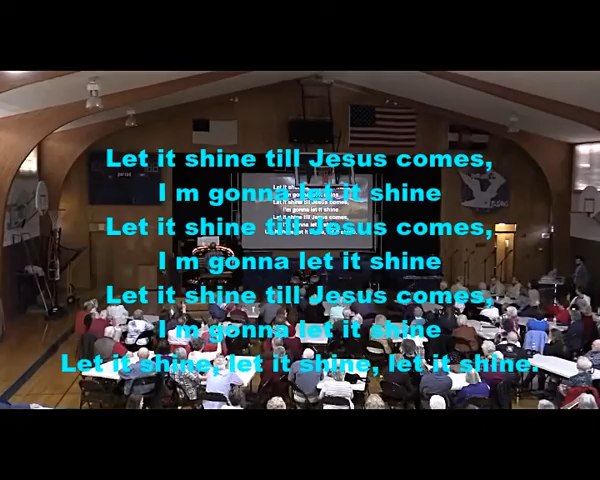 Let it shine till Jesus comes,
I m gonna let it shine
Let it shine till Jesus comes,
I m gonna let it shine
Let it shine till Jesus comes,
I m gonna let it shine
Let it shine, let it shine, let it shine.